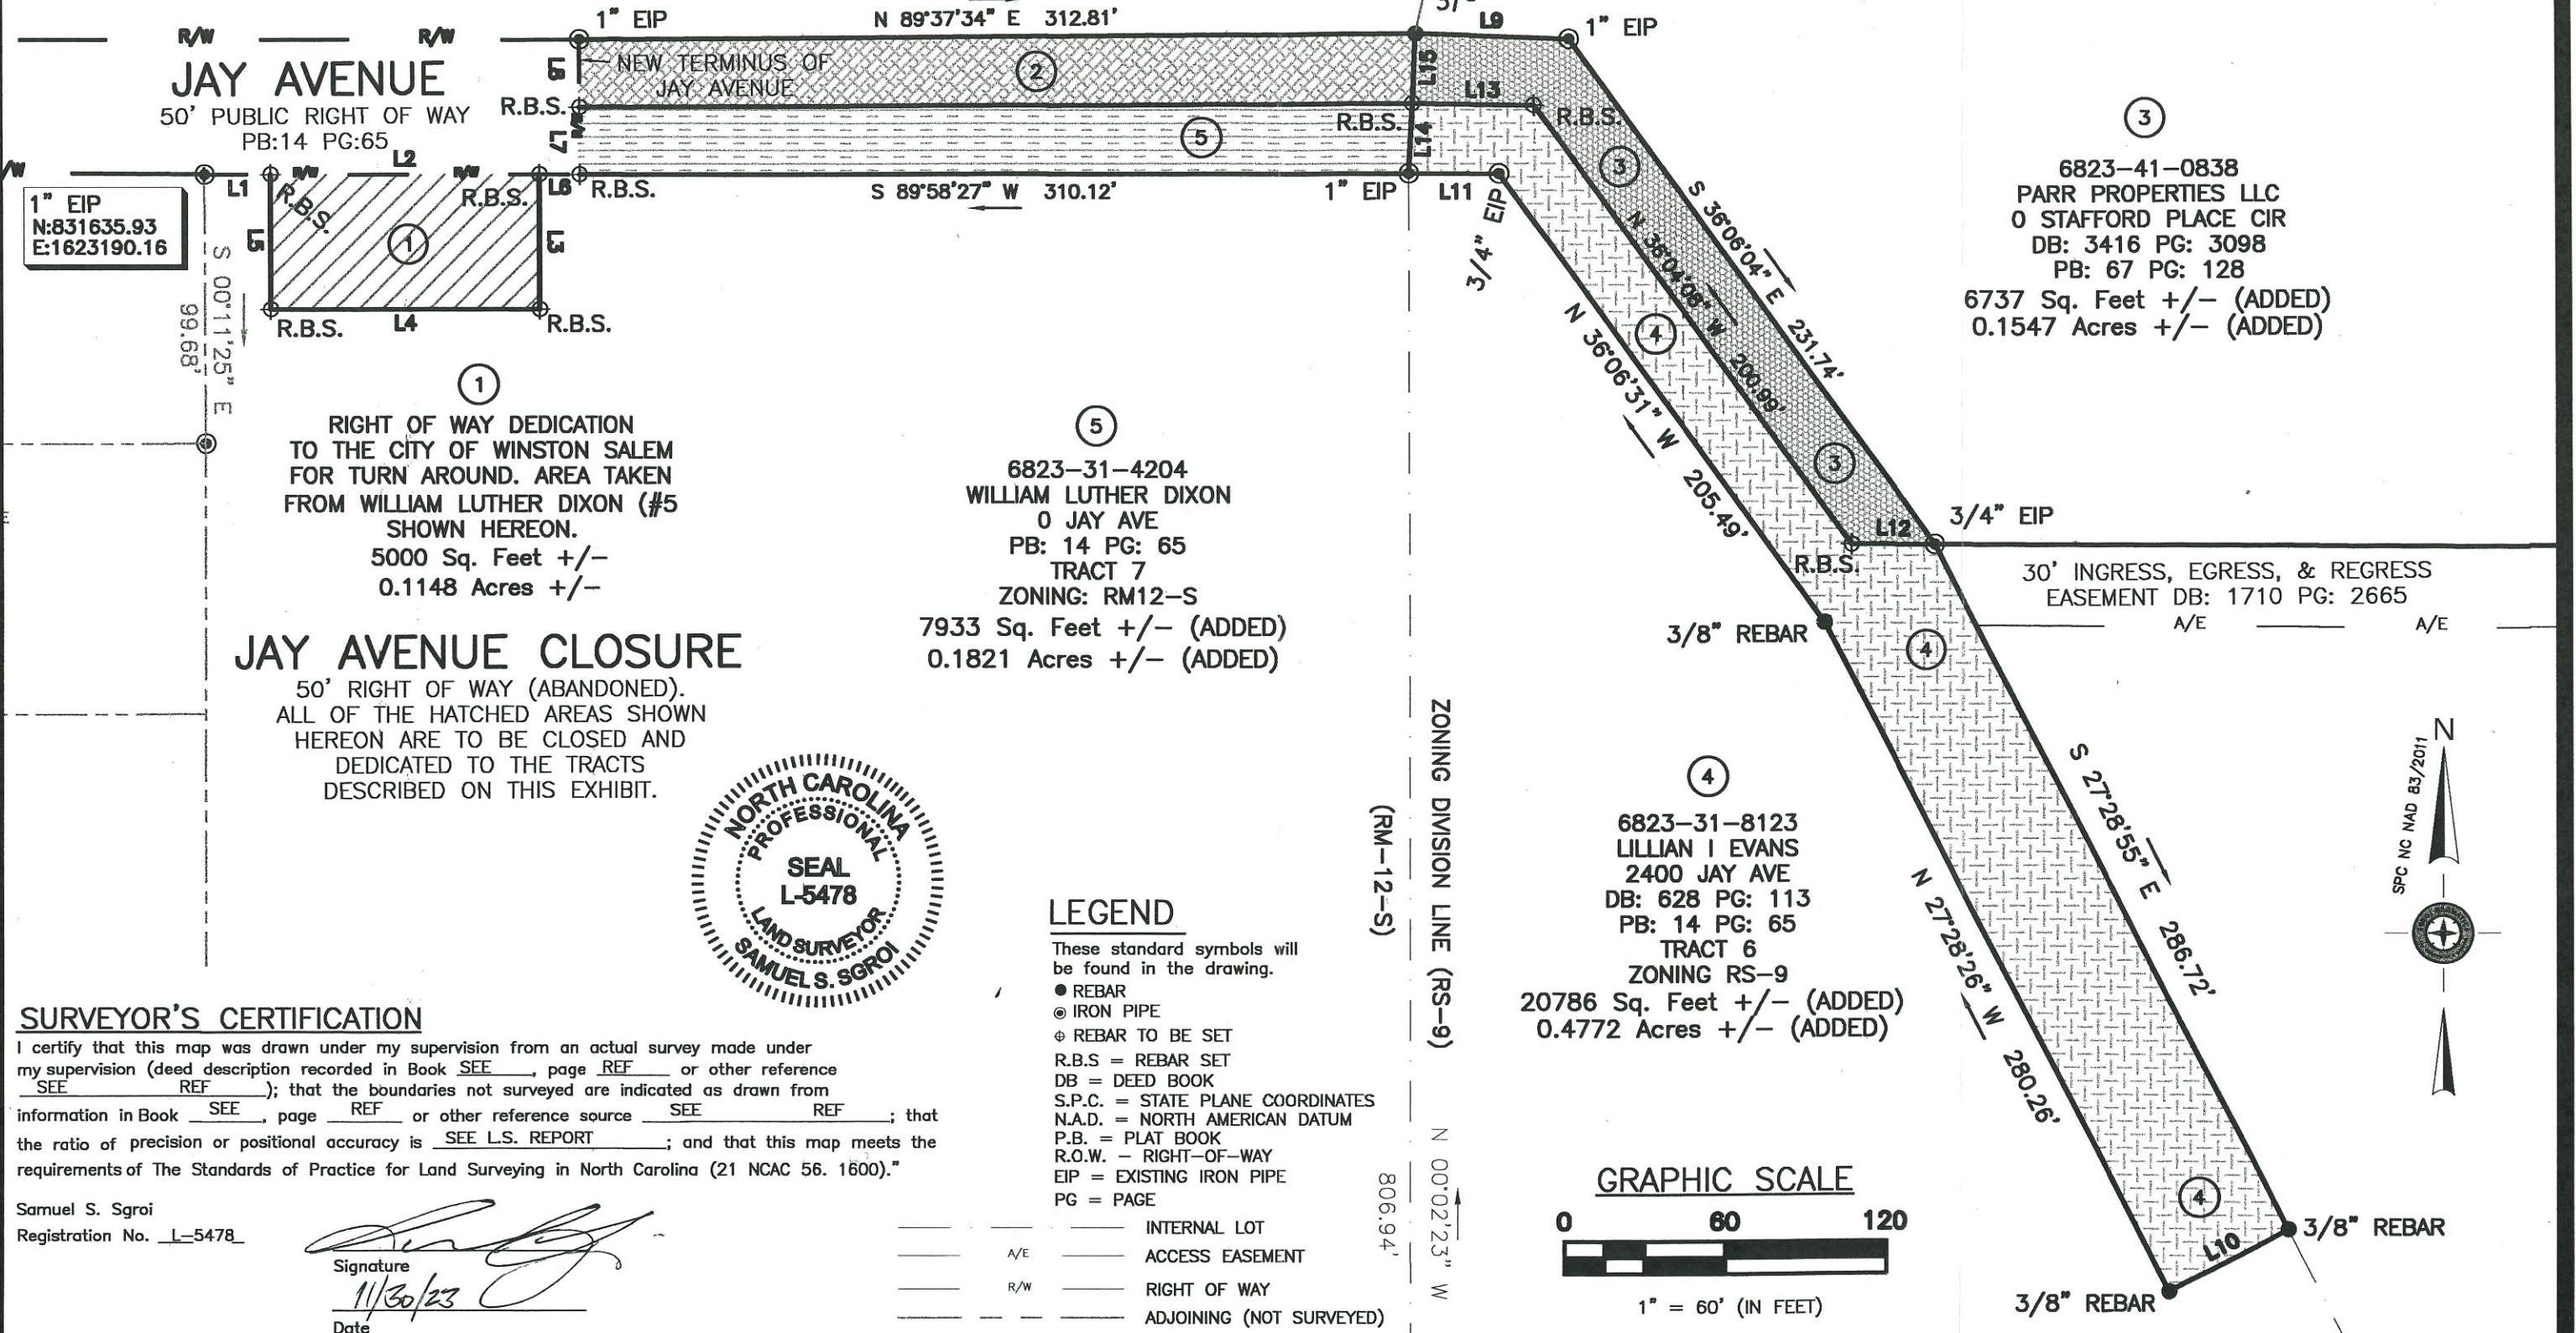 R/W
R/W
JAY AVENUE
50' PUBLIC RIGHT OF WAY
PB:14 PG:65
1" EIP
N 89°37'34" E 312.81'
L9
1" EIP
L8
NEW TERMINUS OF
JAY AVENUE
2
L15
L13
R.B.S.
R.B.S.
R.B.S.
R/W
L7
5
L14
L2
R/W
R/W
L1
R.B.S.
R.B.S.
L6
R.B.S.
S 89°58'27" W 310.12'
1" EIP
L11
3/4" EIP
1" EIP
N:831635.93
E:1623190.16
L5
1
L3
L4
R.B.S.
R.B.S.
S 00°11'25" E
99.68'
3
S 36°06'04" E 231.74'
N 36°04'08" W 200.99'
4
N 36°06'31" W 205.49'
3
L12
R.B.S.
3/4" EIP
3/8" REBAR
3
6823-41-0838
PARR PROPERTIES LLC
0 STAFFORD PLACE CIR
DB: 3416 PG: 3098
PB: 67 PG: 128
6737 Sq. Feet +/- (ADDED)
0.1547 Acres +/- (ADDED)
30' INGRESS, EGRESS, & REGRESS
EASEMENT DB: 1710 PG: 2665
A/E
A/E
1
RIGHT OF WAY DEDICATION
TO THE CITY OF WINSTON SALEM
FOR TURN AROUND. AREA TAKEN
FROM WILLIAM LUTHER DIXON (#5
SHOWN HEREON.
5000 Sq. Feet +/-
0.1148 Acres +/-
JAY AVENUE CLOSURE
50' RIGHT OF WAY (ABANDONED).
ALL OF THE HATCHED AREAS SHOWN
HEREON ARE TO BE CLOSED AND
DEDICATED TO THE TRACTS
DESCRIBED ON THIS EXHIBIT.
5
6823-31-4204
WILLIAM LUTHER DIXON
0 JAY AVE
PB: 14 PG: 65
TRACT 7
ZONING: RM12-S
7933 Sq. Feet +/- (ADDED)
0.1821 Acres +/- (ADDED)
4
S 27°28'55" E 286.72'
N 27°28'26" W 280.26'
4
L10
3/8" REBAR
3/8" REBAR
4
6823-31-8123
LILLIAN I EVANS
2400 JAY AVE
DB: 628 PG: 113
PB: 14 PG: 65
TRACT 6
ZONING RS-9
20786 Sq. Feet +/- (ADDED)
0.4772 Acres +/- (ADDED)
ZONING DIVISION LINE (RS-9)
(RM-12-S)
N 00°02'23" W
806.94'
N
SPC NC NAD 83/2011
NORTH CAROLINA
PROFESSIONAL
SEAL
L-5478
LAND SURVEYOR
SAMUEL S. SGROI
LEGEND
These standard symbols will
be found in the drawing.
REBAR
IRON PIPE
REBAR TO BE SET
R.B.S = REBAR SET
DB = DEED BOOK
S.P.C. = STATE PLANE COORDINATES
N.A.D. = NORTH AMERICAN DATUM
P.B. = PLAT BOOK
R.O.W. - RIGHT-OF-WAY
EIP = EXISTING IRON PIPE
PG = PAGE
INTERNAL LOT
A/E ACCESS EASEMENT
R/W RIGHT OF WAY
ADJOINING (NOT SURVEYED)
GRAPHIC SCALE
0 60 120
1" = 60' (IN FEET)
SURVEYOR'S CERTIFICATION
I certify that this map was drawn under my supervision from an actual survey made under
my supervision (deed description recorded in Book SEE, page REF or other reference
SEE REF); that the boundaries not surveyed are indicated as drawn from
information in Book SEE, page REF or other reference source SEE REF; that
the ratio of precision or positional accuracy is SEE L.S. REPORT; and that this map meets the
requirements of The Standards of Practice for Land Surveying in North Carolina (21 NCAC 56. 1600)."
Samuel S. Sgroi
Registration No. L-5478
Signature
11/30/23
Date